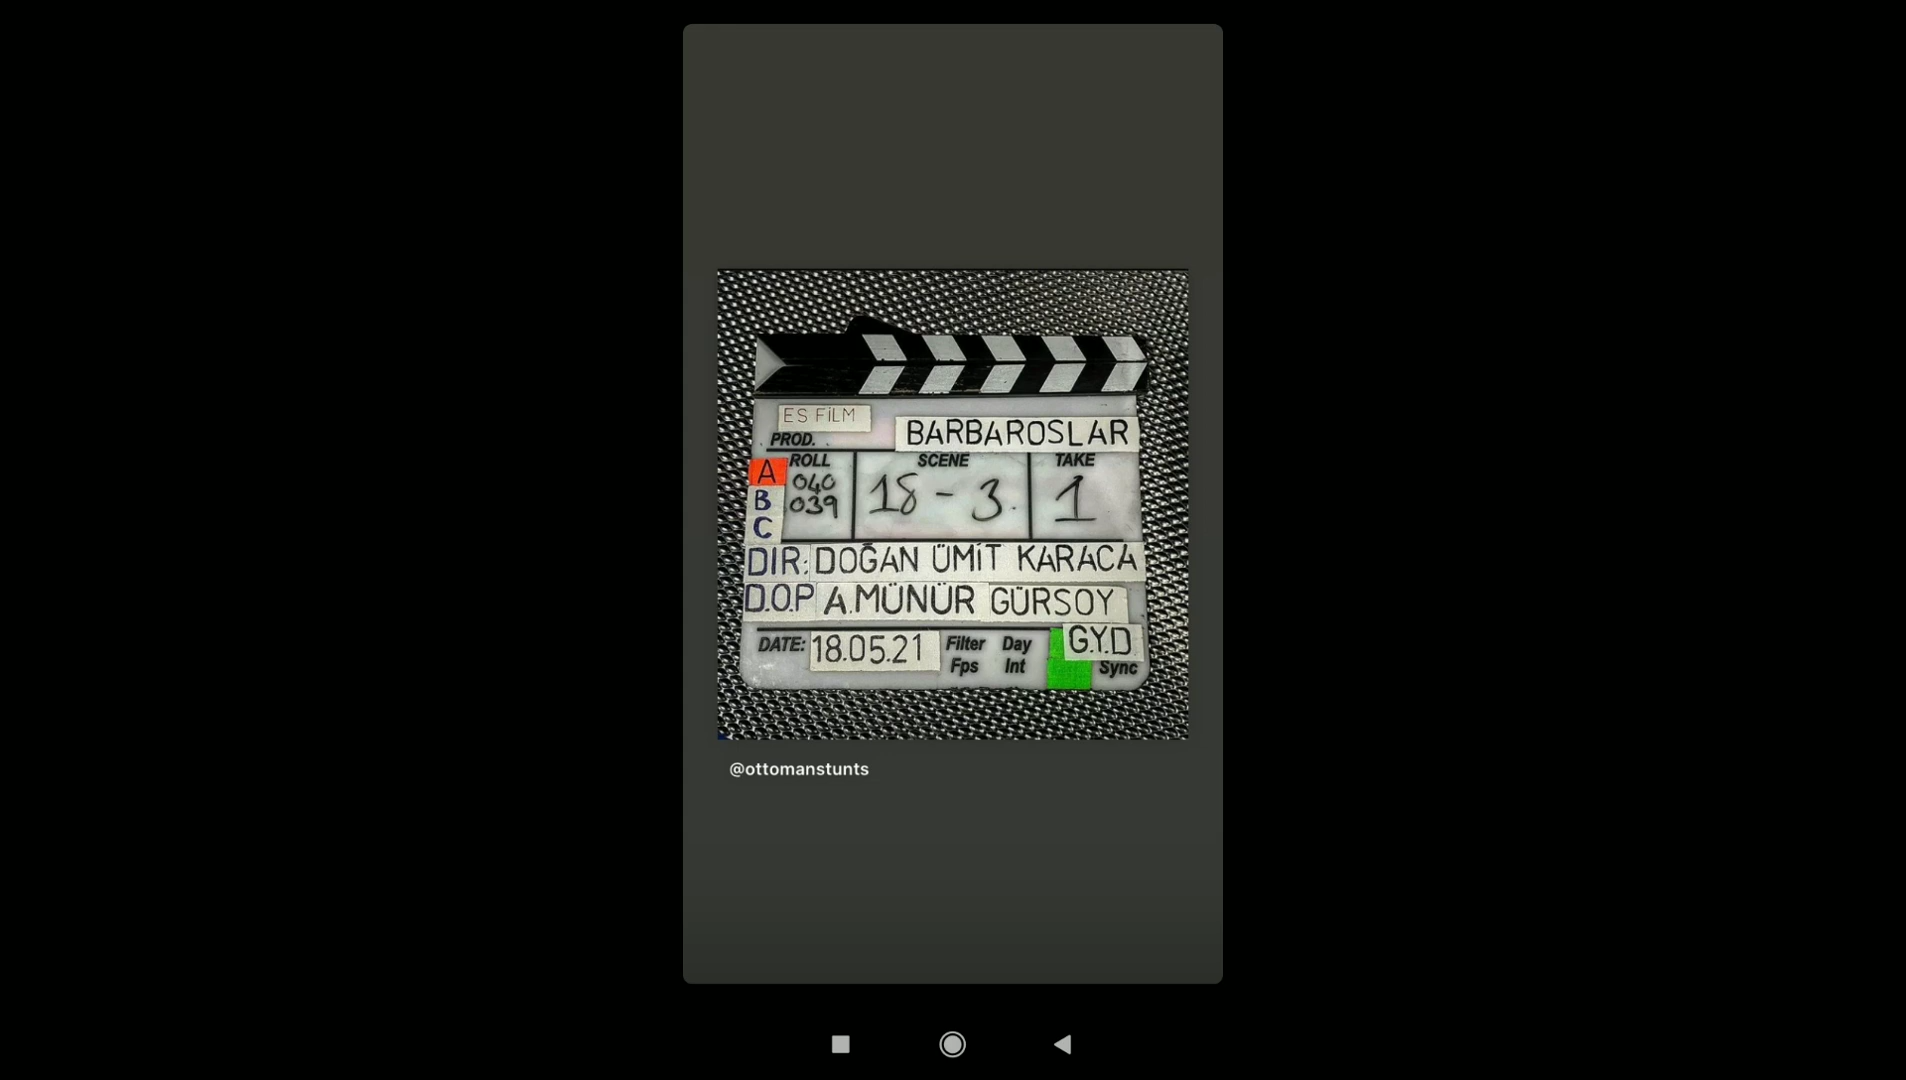 ES FİLM
PROD.
BARBAROSLAR
A
B
C
ROLL
040
039
SCENE
18 - 3.
TAKE
1
DIR: DOĞAN ÜMİT KARACA
D.O.P A.MÜNÜR GÜRSOY
DATE: 18.05.21
Filter Day
Fps Int
G.Y.D
Sync
@ottomanstunts